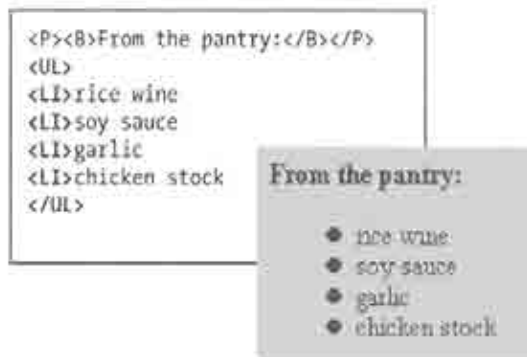 <P><B>From the pantry:</B></P>
<UL>
<LI>rice wine
<LI>soy sauce
<LI>garlic
<LI>chicken stock
</UL>
From the pantry:
● rice wine
● soy sauce
● garlic
● chicken stock